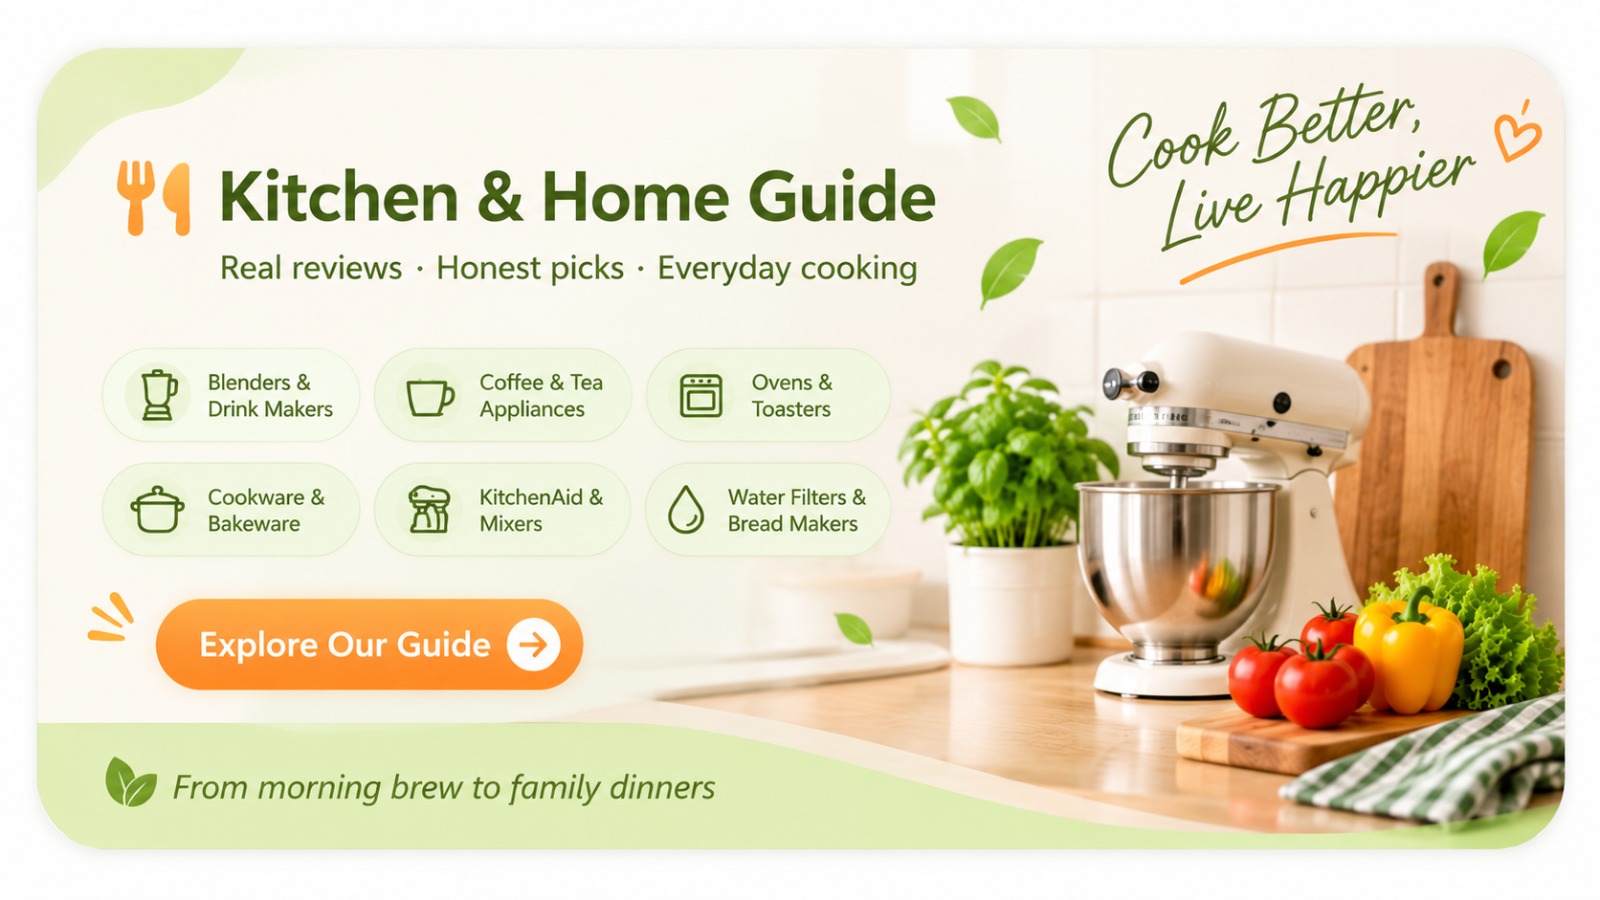 Kitchen & Home Guide
Real reviews · Honest picks · Everyday cooking
Cook Better,
Live Happier
Blenders &
Drink Makers
Coffee & Tea
Appliances
Ovens &
Toasters
Cookware &
Bakeware
KitchenAid &
Mixers
Water Filters &
Bread Makers
Explore Our Guide
From morning brew to family dinners